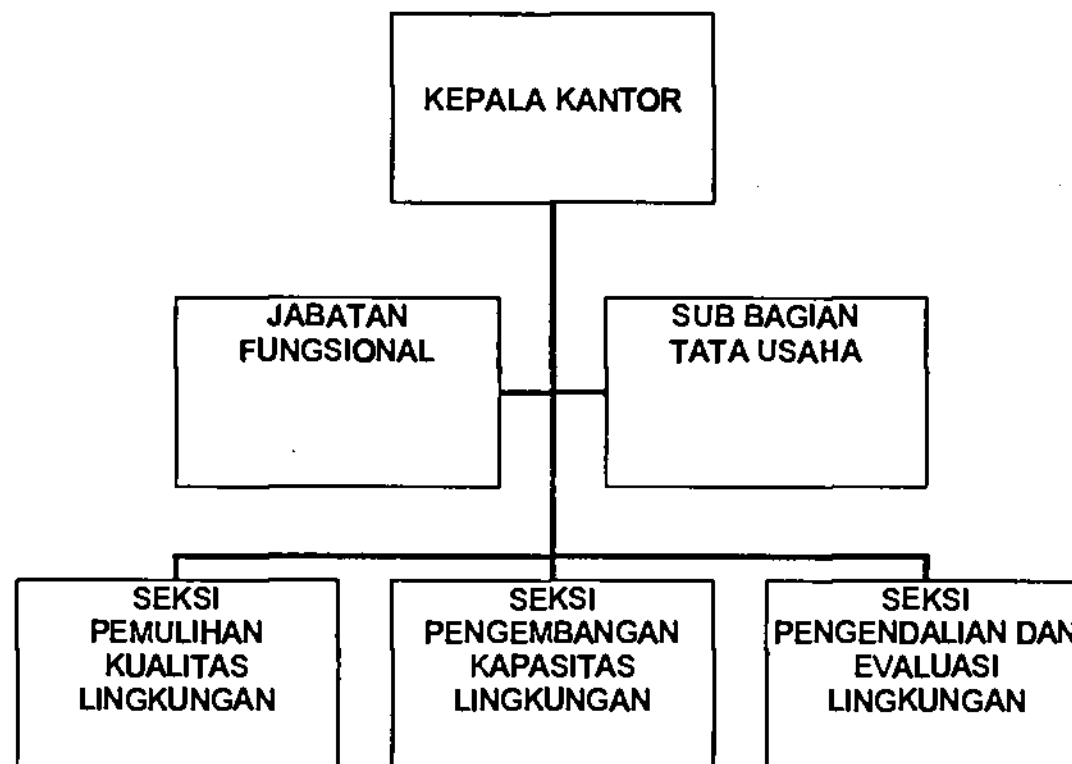 KEPALA KANTOR
JABATAN
FUNGSIONAL
SUB BAGIAN
TATA USAHA
SEKSI
PEMULIHAN
KUALITAS
LINGKUNGAN
SEKSI
PENGEMBANGAN
KAPASITAS
LINGKUNGAN
SEKSI
PENGENDALIAN DAN
EVALUASI
LINGKUNGAN